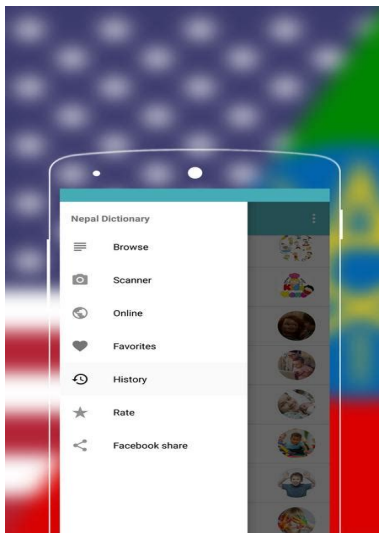 Nepal Dictionary
Browse
Scanner
Online
Favorites
History
Rate
Facebook share